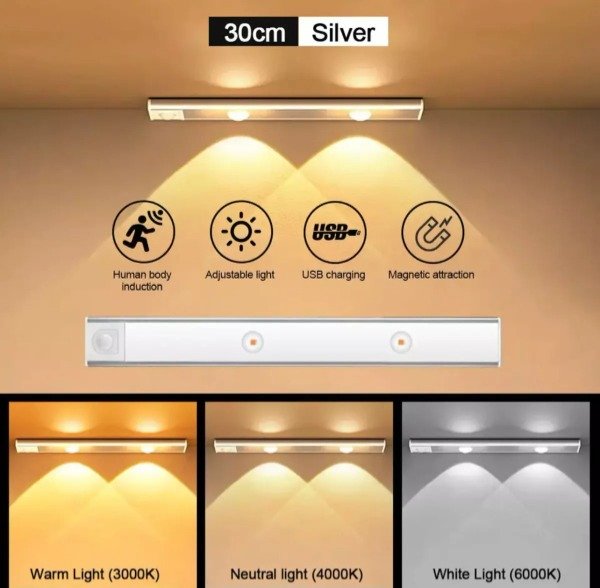 30cm Silver
USB
Human body
induction
Adjustable light
USB charging
Magnetic attraction
Warm Light (3000K)
Neutral light (4000K)
White Light (6000K)